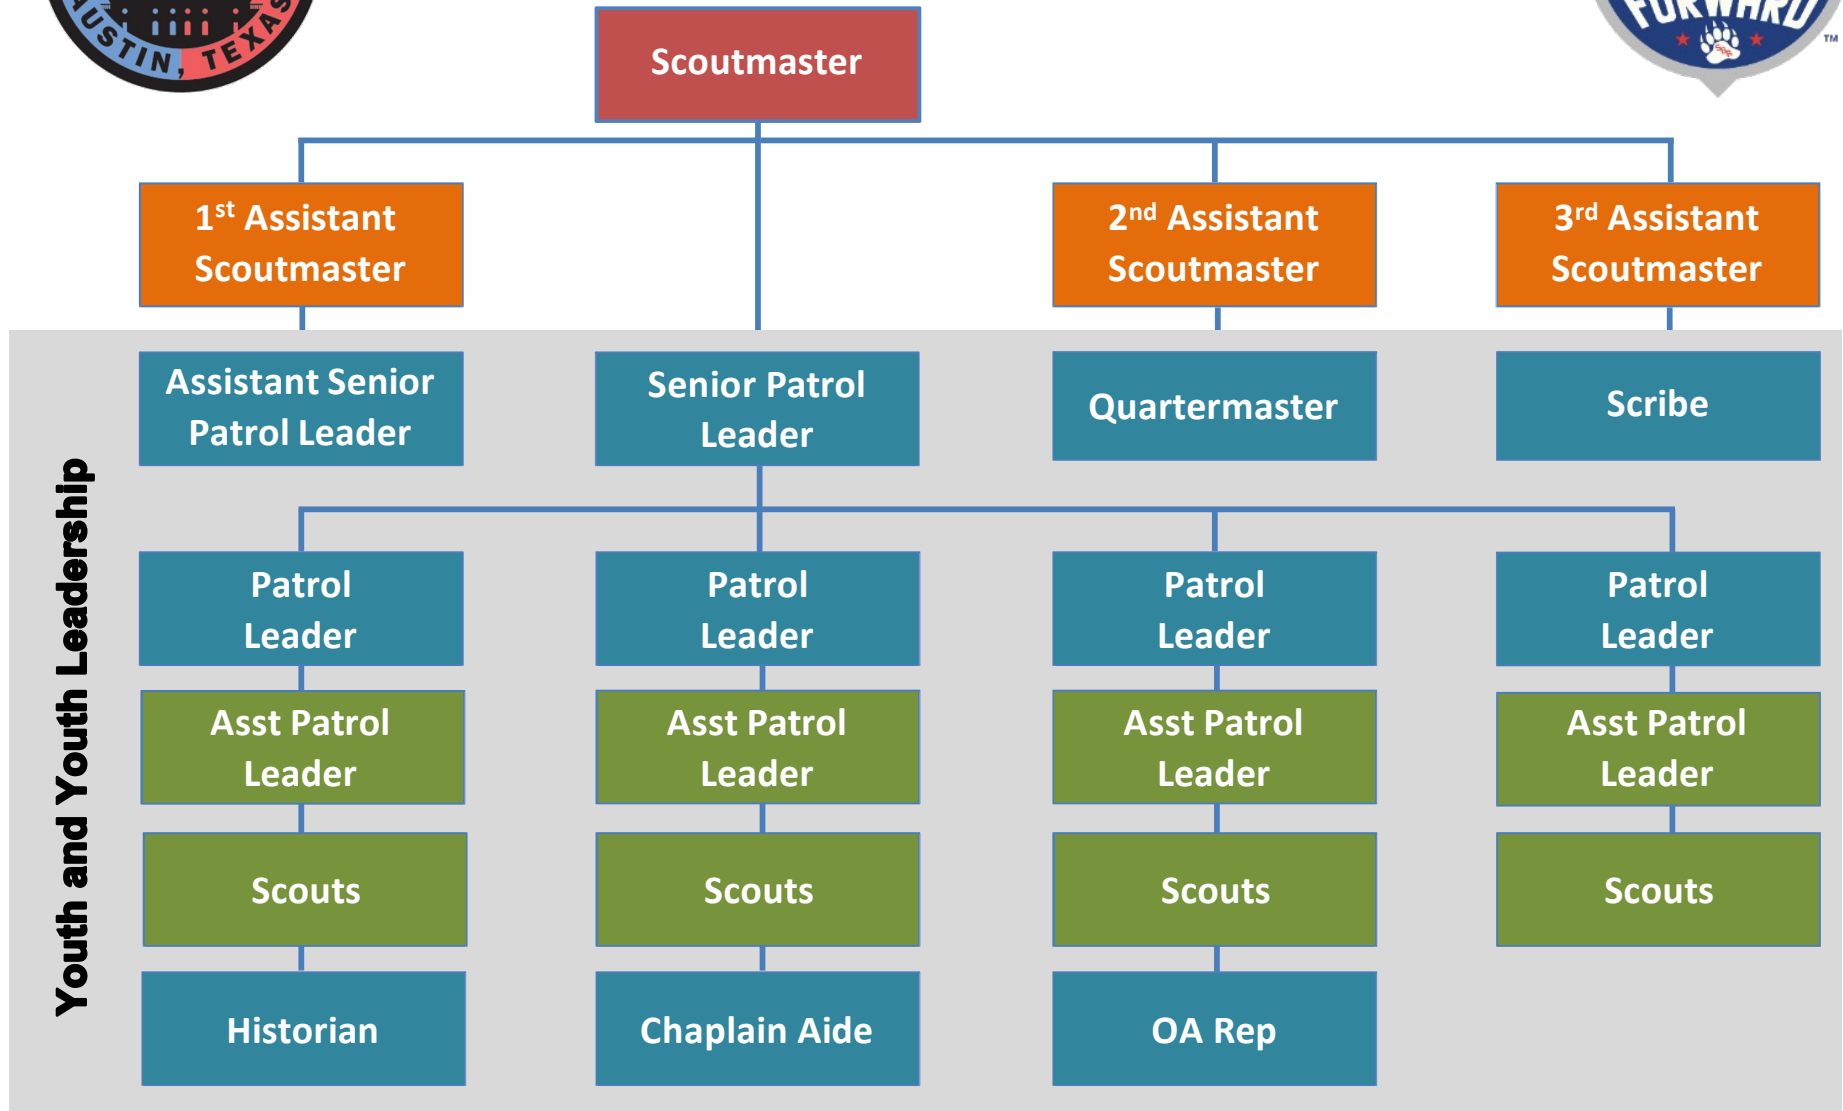 AUSTIN, TEXAS
FORWARD
TM
Scoutmaster
1st Assistant
Scoutmaster
2nd Assistant
Scoutmaster
3rd Assistant
Scoutmaster
Youth and Youth Leadership
Assistant Senior
Patrol Leader
Senior Patrol
Leader
Quartermaster
Scribe
Patrol
Leader
Patrol
Leader
Patrol
Leader
Patrol
Leader
Asst Patrol
Leader
Asst Patrol
Leader
Asst Patrol
Leader
Asst Patrol
Leader
Scouts
Scouts
Scouts
Scouts
Historian
Chaplain Aide
OA Rep